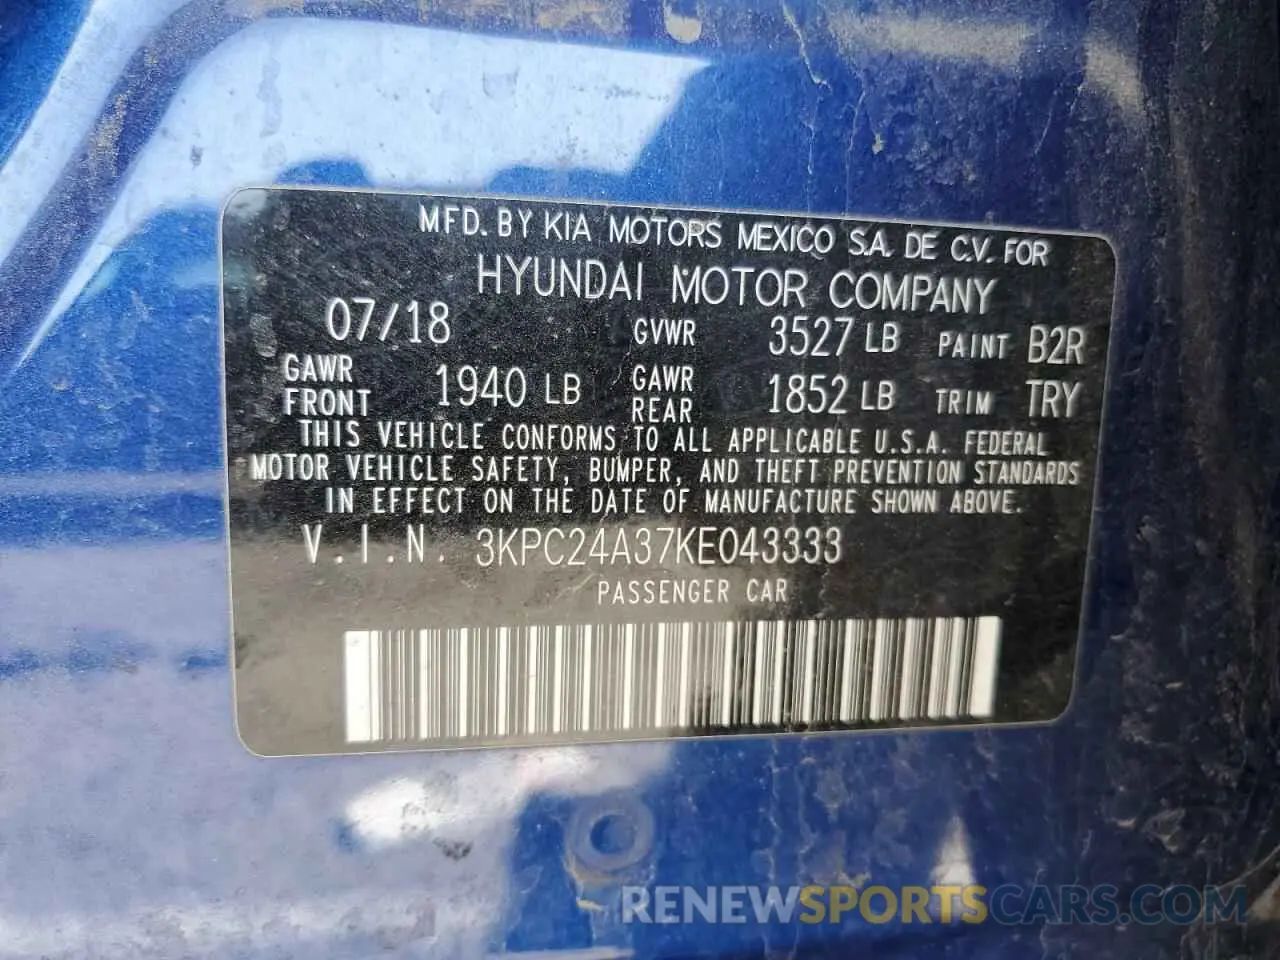 MFD. BY KIA MOTORS MEXICO S.A. DE C.V. FOR
HYUNDAI MOTOR COMPANY
07/18 GVWR 3527 LB PAINT B2R
GAWR FRONT 1940 LB GAWR REAR 1852 LB TRIM TRY
THIS VEHICLE CONFORMS TO ALL APPLICABLE U.S.A. FEDERAL
MOTOR VEHICLE SAFETY, BUMPER, AND THEFT PREVENTION STANDARDS
IN EFFECT ON THE DATE OF MANUFACTURE SHOWN ABOVE.
V.I.N. 3KPC24A37KE043333
PASSENGER CAR
RENEWSPORTSCARS.COM